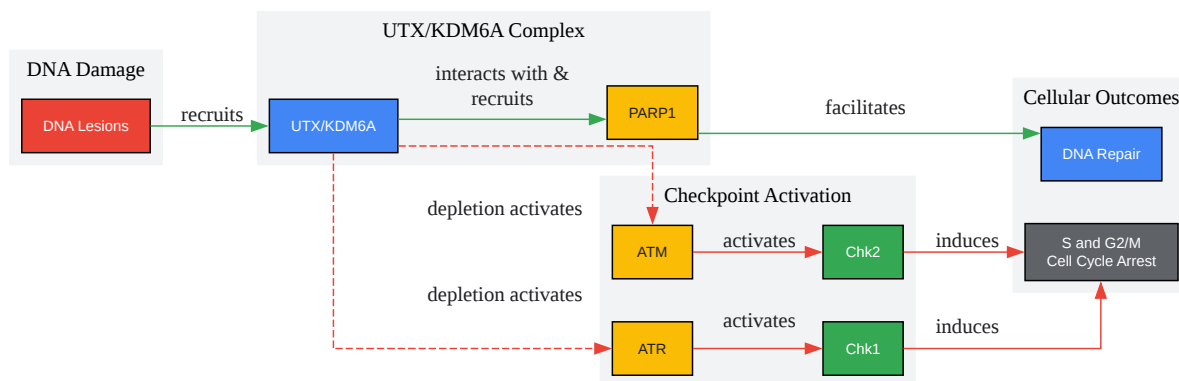 UTX/KDM6A Complex
DNA Damage
interacts with &
recruits
Cellular Outcomes
DNA Lesions
recruits
UTX/KDM6A
PARP1
facilitates
DNA Repair
Checkpoint Activation
depletion activates
ATM
activates
Chk2
induces
S and G2/M
Cell Cycle Arrest
depletion activates
ATR
activates
Chk1
induces